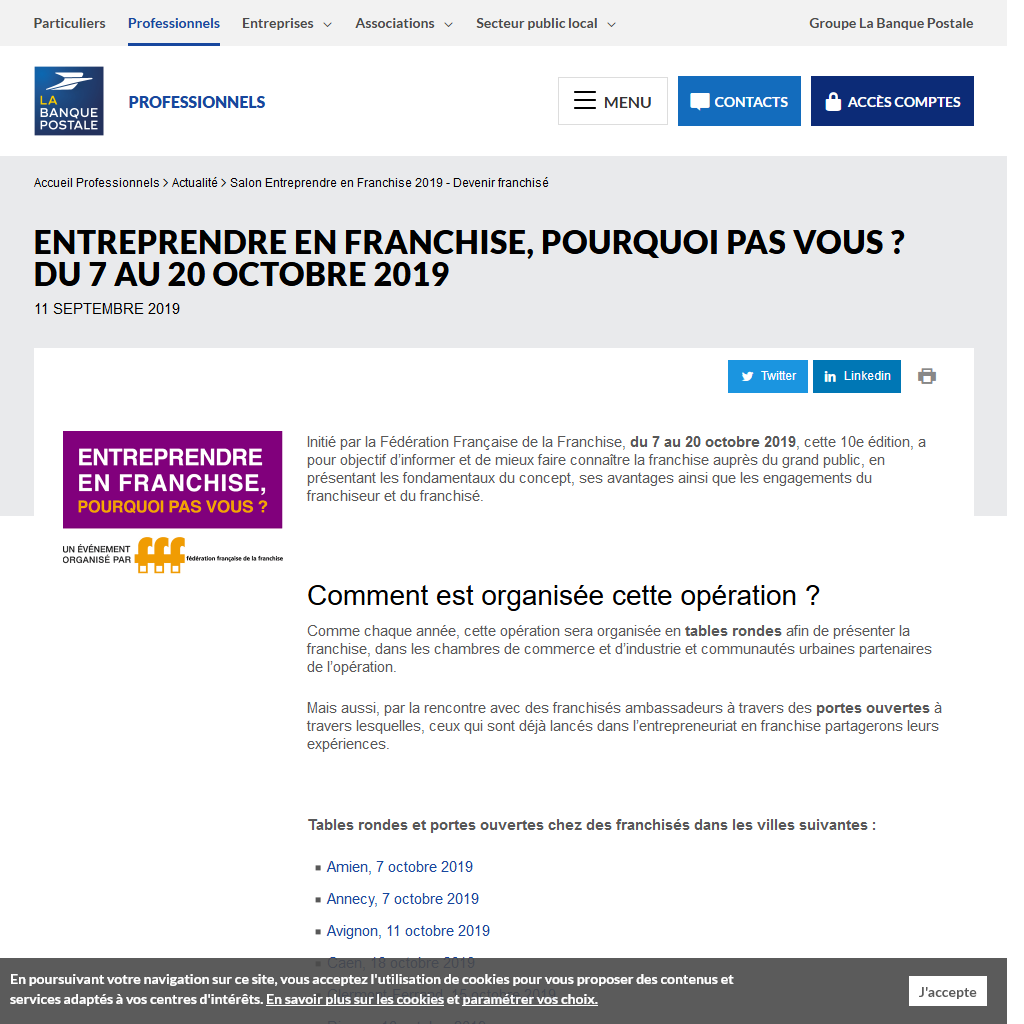 Particuliers Professionnels Entreprises Associations Secteur public local Groupe La Banque Postale
LA
BANQUE
POSTALE
PROFESSIONNELS
MENU
CONTACTS
ACCÈS COMPTES
Accueil Professionnels > Actualité > Salon Entreprendre en Franchise 2019 - Devenir franchisé
ENTREPRENDRE EN FRANCHISE, POURQUOI PAS VOUS ?
DU 7 AU 20 OCTOBRE 2019
11 SEPTEMBRE 2019
Twitter
Linkedin
ENTREPRENDRE
EN FRANCHISE,
POURQUOI PAS VOUS ?
UN ÉVÉNEMENT
ORGANISÉ PAR
fff
fédération française de la franchise
Initié par la Fédération Française de la Franchise, du 7 au 20 octobre 2019, cette 10e édition, a
pour objectif d’informer et de mieux faire connaître la franchise auprès du grand public, en
présentant les fondamentaux du concept, ses avantages ainsi que les engagements du
franchiseur et du franchisé.
Comment est organisée cette opération ?
Comme chaque année, cette opération sera organisée en tables rondes afin de présenter la
franchise, dans les chambres de commerce et d’industrie et communautés urbaines partenaires
de l’opération.
Mais aussi, par la rencontre avec des franchisés ambassadeurs à travers des portes ouvertes à
travers lesquelles, ceux qui sont déjà lancés dans l’entrepreneuriat en franchise partagerons leurs
expériences.
Tables rondes et portes ouvertes chez des franchisés dans les villes suivantes :
Amien, 7 octobre 2019
Annecy, 7 octobre 2019
Avignon, 11 octobre 2019
Caen, 18 octobre 2019
En poursuivant votre navigation sur ce site, vous acceptez l'utilisation de cookies pour vous proposer des contenus et
services adaptés à vos centres d'intérêts. En savoir plus sur les cookies et paramétrer vos choix.
J'accepte